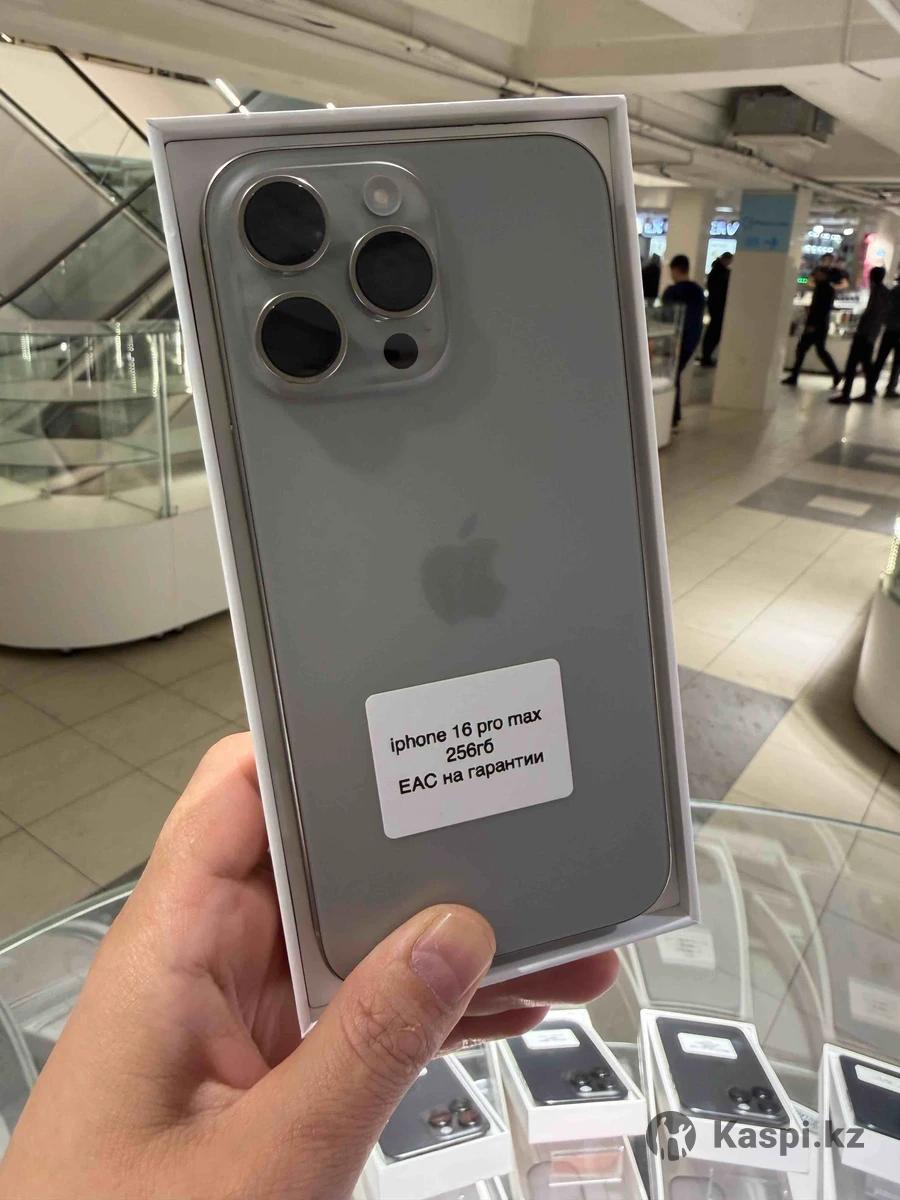 iphone 16 pro max
256гб
ЕАС на гарантии
Kaspi.kz